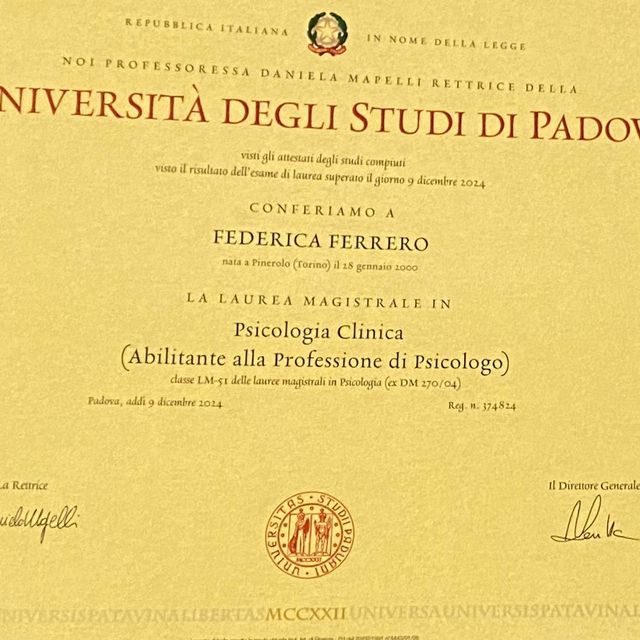 REPUBBLICA ITALIANA IN NOME DELLA LEGGE
NOI PROFESSORESSA DANIELA MAPELLI RETTRICE DELLA
NIVERSITÀ DEGLI STUDI DI PADOV
visti gli attestati degli studi compiuti
visto il risultato dell'esame di laurea superato il giorno 9 dicembre 2024
CONFERIAMO A
FEDERICA FERRERO
nata a Pinerolo (Torino) il 28 gennaio 2000
LA LAUREA MAGISTRALE IN
Psicologia Clinica
(Abilitante alla Professione di Psicologo)
classe LM-51 delle lauree magistrali in Psicologia (ex DM 270/04)
Padova, addì 9 dicembre 2024 Reg. n. 374824
La Rettrice Il Direttore Generale
UNIVERSITAS STUDII PADUANI
MCCXXII
NIVERSISPATAVINALIBERTASMCCXXIIUNIVERSAUNIVERSISPATAVINALI